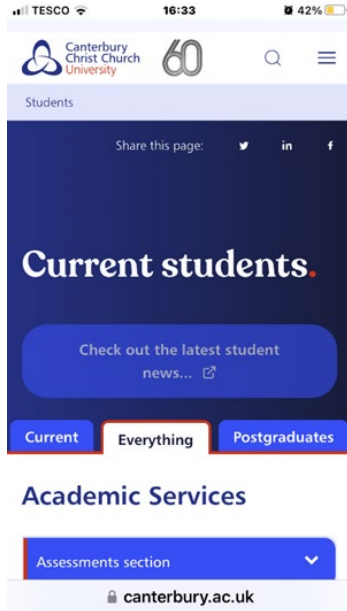 TESCO 16:33 42%
Canterbury
Christ Church
University
60
Students
Share this page:
Current students.
Check out the latest student
news...
Current Everything Postgraduates
Academic Services
Assessments section
canterbury.ac.uk